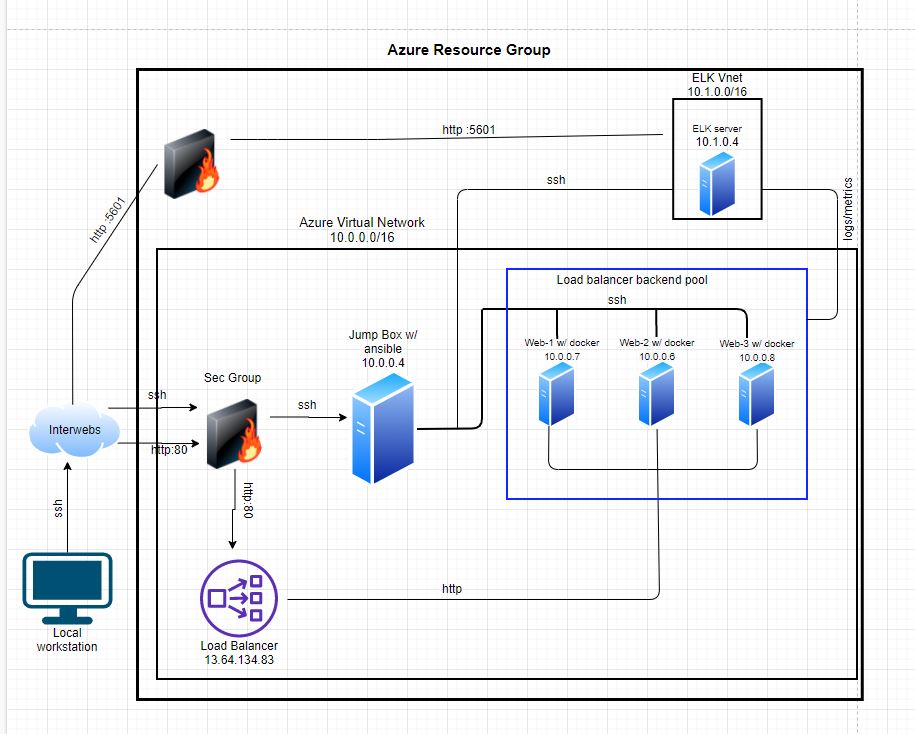 Azure Resource Group
ELK Vnet
10.1.0.0/16
http :5601
ELK server
10.1.0.4
ssh
logs/metrics
http :5601
Azure Virtual Network
10.0.0.0/16
Load balancer backend pool
ssh
Jump Box w/
ansible
10.0.0.4
Web-1 w/ docker
10.0.0.7
Web-2 w/ docker
10.0.0.6
Web-3 w/ docker
10.0.0.8
Sec Group
ssh
ssh
Interwebs
http:80
http:80
ssh
http
Local
workstation
Load Balancer
13.64.134.83